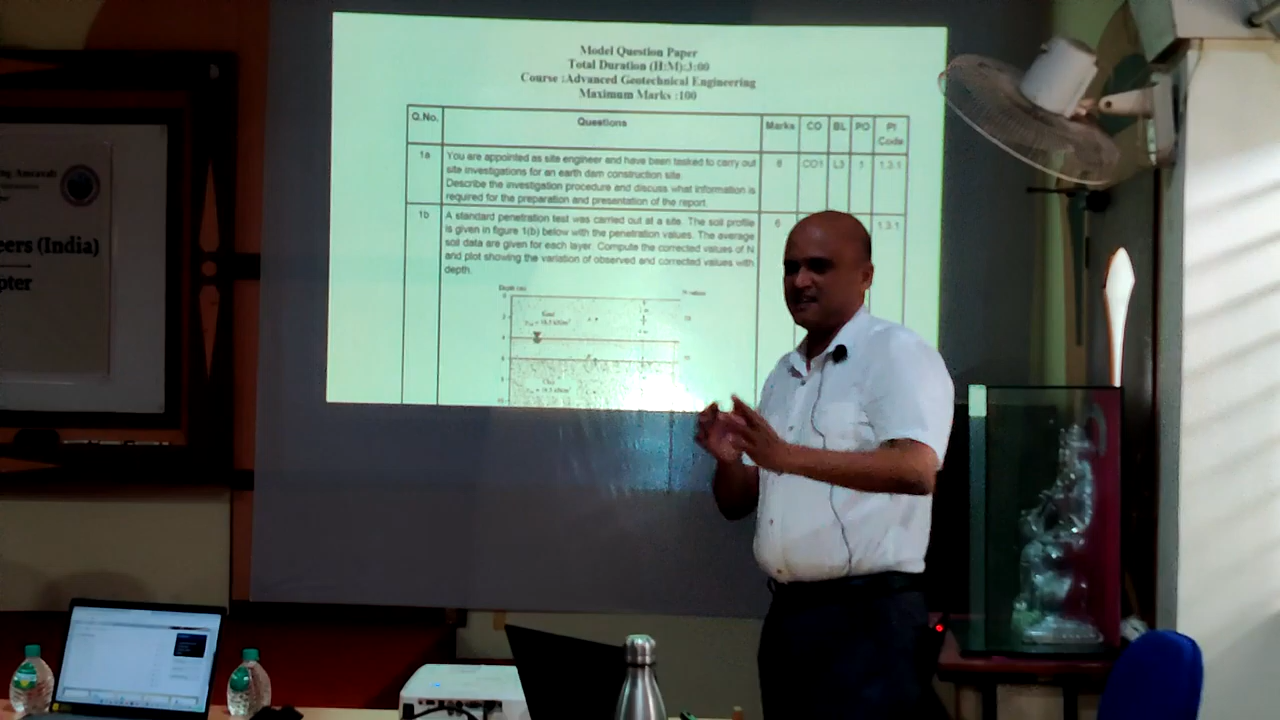 Model Question Paper
Total Duration (H:M):3:00
Course :Advanced Geotechnical Engineering
Maximum Marks :100
Q.No.
Questions
Marks
CO
BL
PO
PI
Code
1a
You are appointed as site engineer and have been tasked to carry out
site investigations for an earth dam construction site.
Describe the investigation procedure and discuss what information is
required for the preparation and presentation of the report.
8
CO1
L3
1
1.3.1
1b
A standard penetration test was carried out at a site. The soil profile
is given in figure 1(b) below with the penetration values. The average
soil data are given for each layer. Compute the corrected values of N
and plot showing the variation of observed and corrected values with
depth.
6
1.3.1
Depth (m)
Sand
Clay
eers (India)
pter